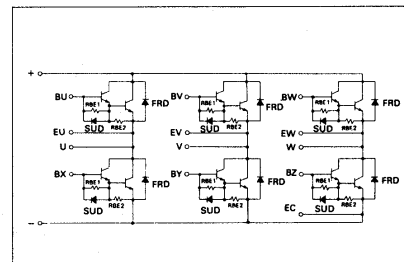 +
BU BV BW
RBE1 RBE1 RBE1
FRD FRD FRD
SUD RBE2 SUD RBE2 SUD RBE2
EU EV EW
U V W
BX BY BZ
RBE1 RBE1 RBE1
FRD FRD FRD
SUD RBE2 SUD RBE2 SUD RBE2
EC
−